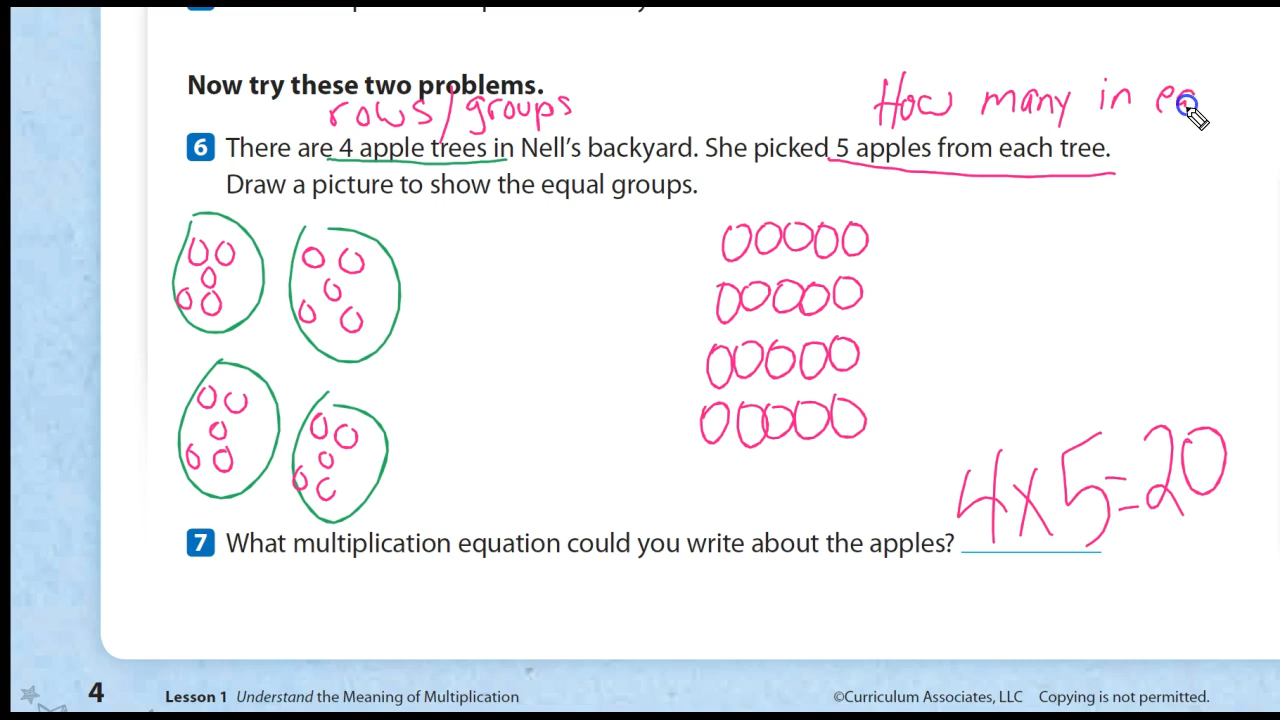 Now try these two problems.
rows/groups
How many in ea
6 There are 4 apple trees in Nell's backyard. She picked 5 apples from each tree.
Draw a picture to show the equal groups.
4x5=20
7 What multiplication equation could you write about the apples?
4 Lesson 1 Understand the Meaning of Multiplication
©Curriculum Associates, LLC Copying is not permitted.